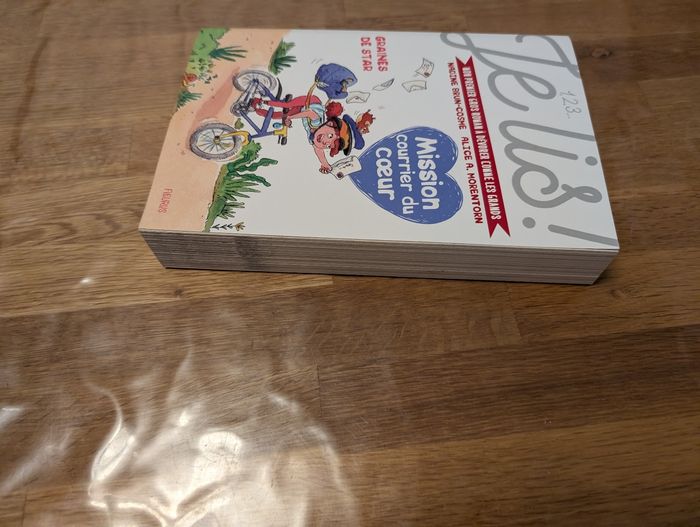 1.2.3..
Je lis !
MON PREMIER GROS ROMAN À DÉVORER COMME LES GRANDS
NADINE BRUN-COSME ALICE A. MORENTORN
Mission
courrier du
cœur
GRAINES
DE STAR
FLEURUS